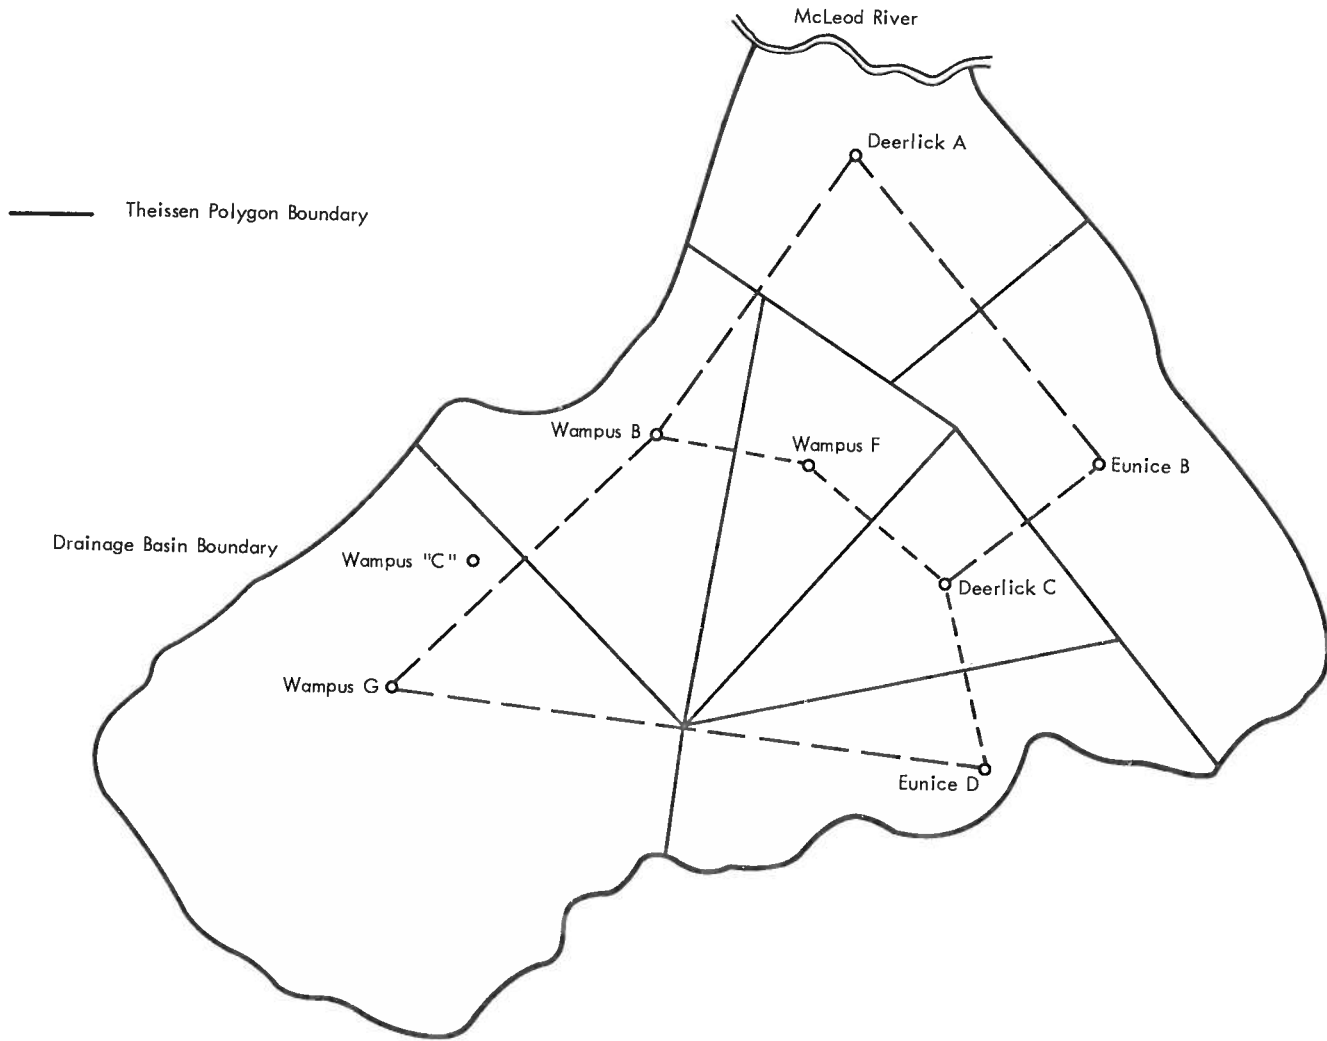 McLeod River
Deerlick A
Theissen Polygon Boundary
Wampus B
Wampus F
Eunice B
Drainage Basin Boundary
Wampus "C"
Deerlick C
Wampus G
Eunice D